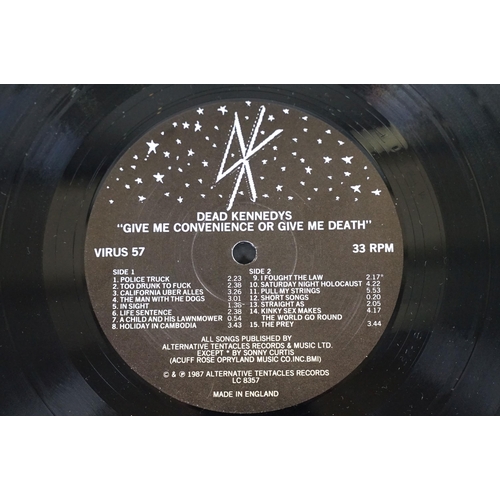 DEAD KENNEDYS
"GIVE ME CONVENIENCE OR GIVE ME DEATH"
VIRUS 57
33 RPM
SIDE 1
1. POLICE TRUCK 2.23
2. TOO DRUNK TO FUCK 2.38
3. CALIFORNIA UBER ALLES 2.38
4. THE MAN WITH THE DOGS 3.01
5. IN SIGHT 1.38
6. LIFE SENTENCE 2.38
7. A CHILD AND HIS LAWNMOWER 0.54
8. HOLIDAY IN CAMBODIA 3.43
SIDE 2
9. I FOUGHT THE LAW 2.17*
10. SATURDAY NIGHT HOLOCAUST 4.22
11. PULL MY STRINGS 5.53
12. SHORT SONGS 0.20
13. STRAIGHT AS 2.05
14. KINKY SEX MAKES 4.17
THE WORLD GO ROUND
15. THE PREY 3.44
ALL SONGS PUBLISHED BY
ALTERNATIVE TENTACLES RECORDS & MUSIC LTD.
EXCEPT * BY SONNY CURTIS
(ACUFF ROSE OPRYLAND MUSIC CO.INC.BMI)
© & ℗ 1987 ALTERNATIVE TENTACLES RECORDS
LC 8357
MADE IN ENGLAND